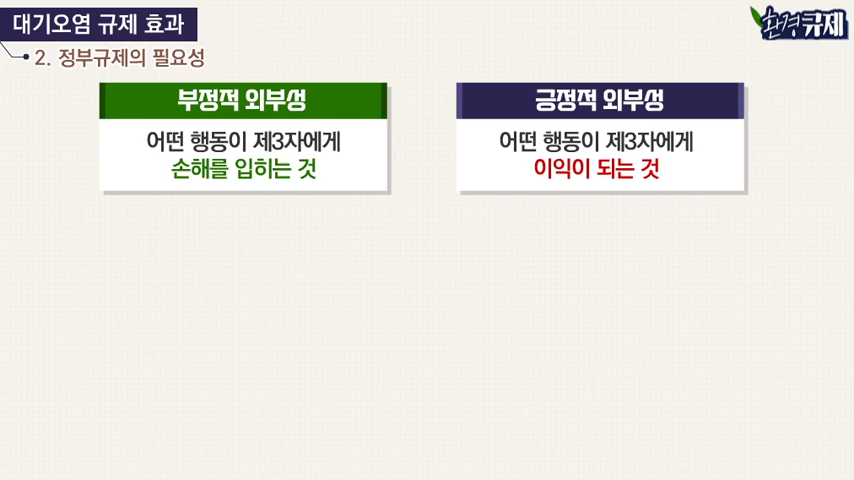 대기오염 규제 효과
환경규제
2. 정부규제의 필요성
부정적 외부성
어떤 행동이 제3자에게
손해를 입히는 것
긍정적 외부성
어떤 행동이 제3자에게
이익이 되는 것